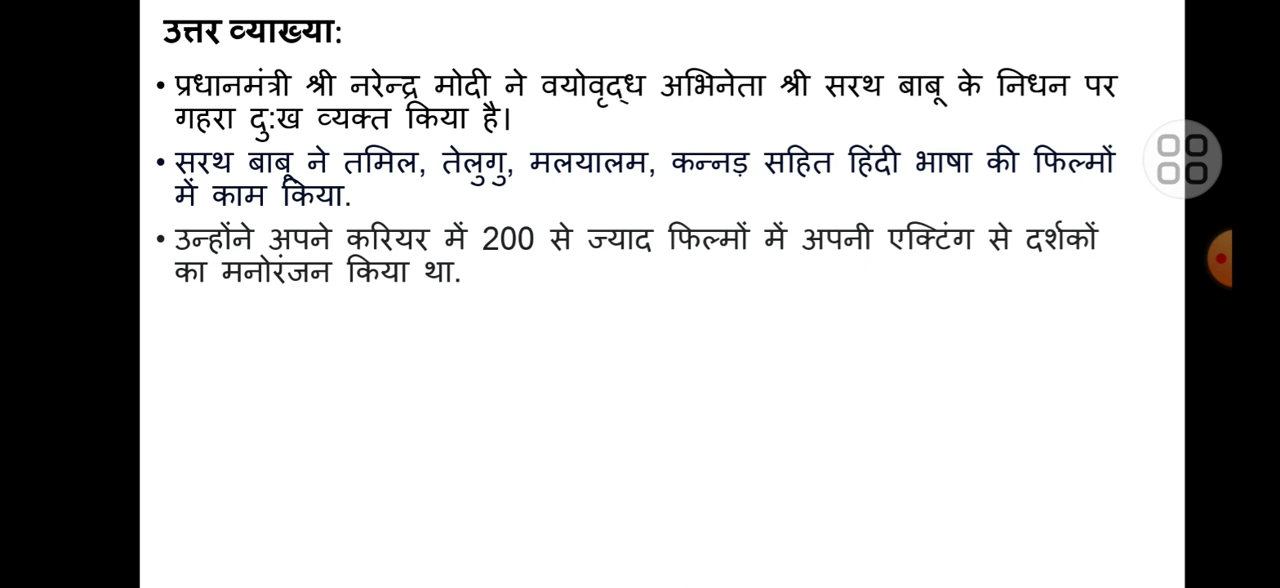 उत्तर व्याख्या:
• प्रधानमंत्री श्री नरेन्द्र मोदी ने वयोवृद्ध अभिनेता श्री सरथ बाबू के निधन पर
गहरा दु:ख व्यक्त किया है।
• सरथ बाबू ने तमिल, तेलुगु, मलयालम, कन्नड़ सहित हिंदी भाषा की फिल्मों
में काम किया.
• उन्होंने अपने करियर में 200 से ज्याद फिल्मों में अपनी एक्टिंग से दर्शकों
का मनोरंजन किया था.